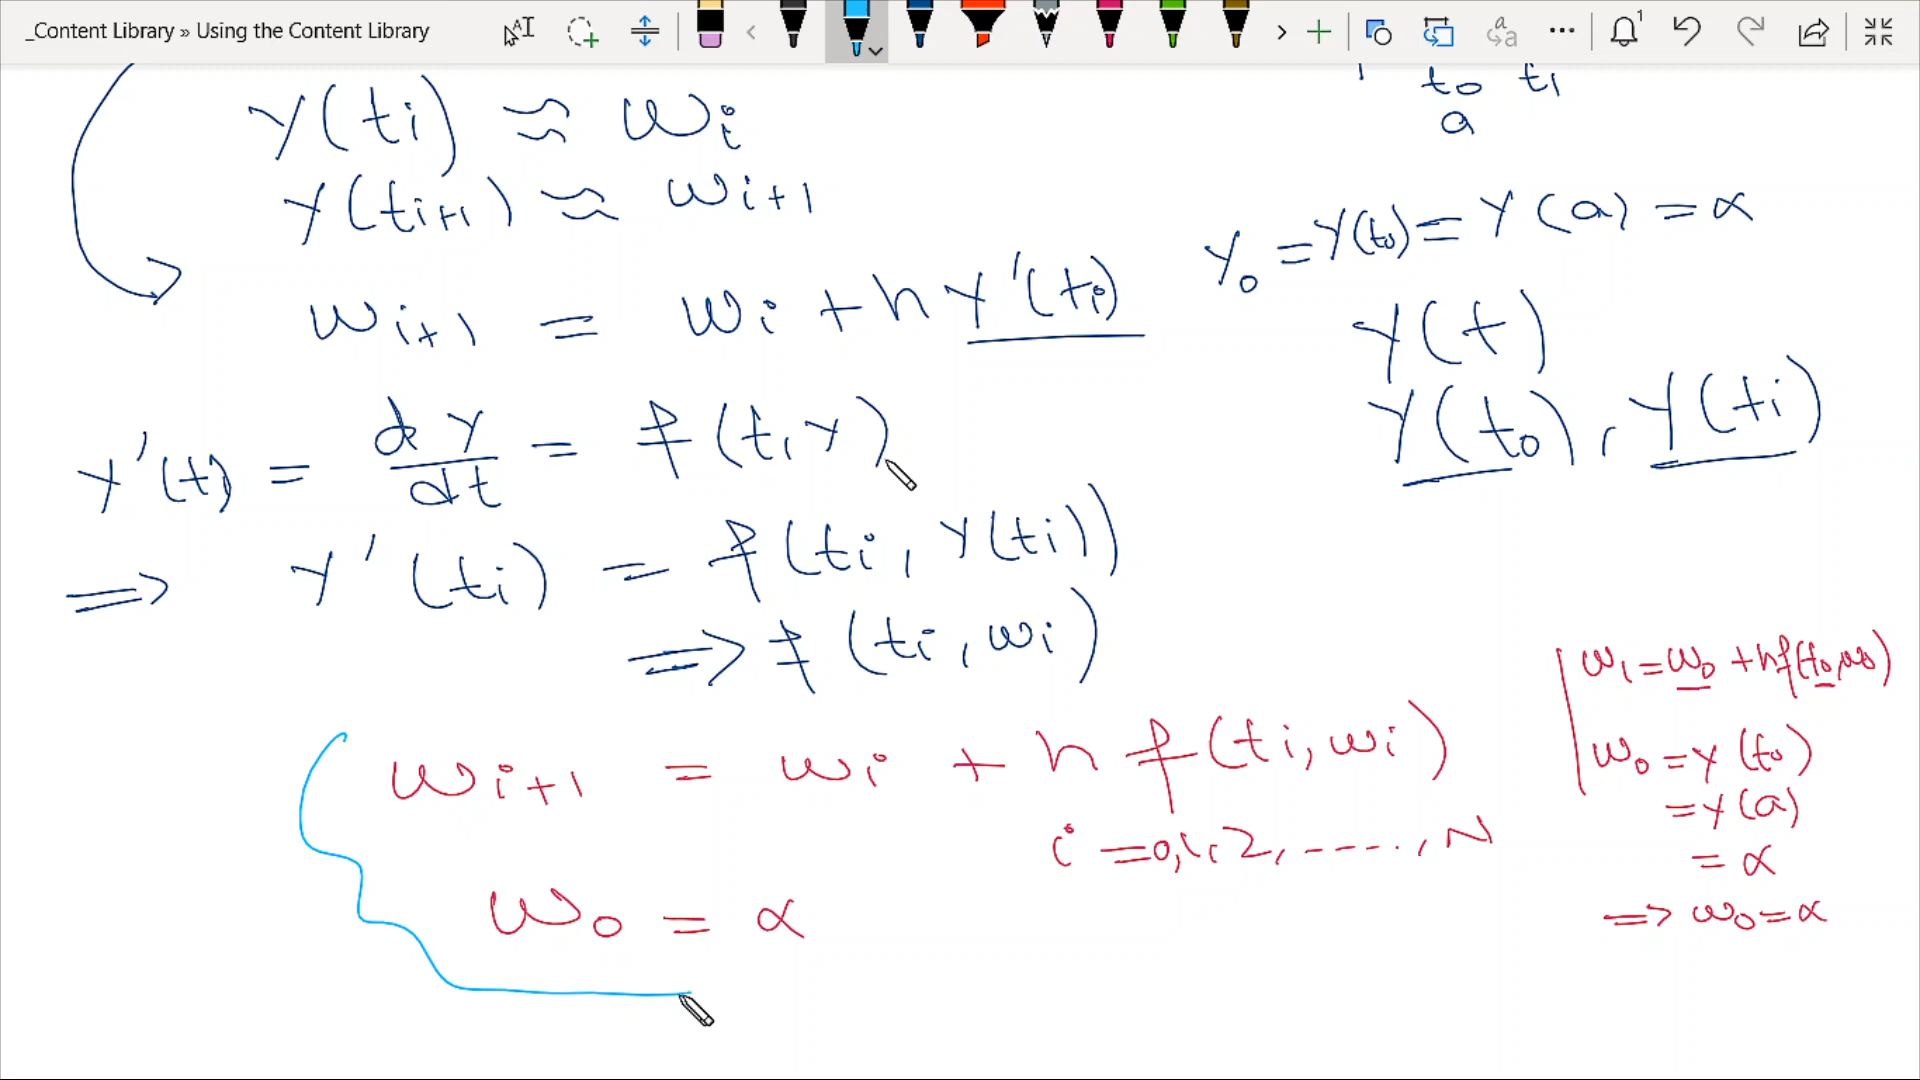 _Content Library » Using the Content Library
t₀ t₁
a
y(tᵢ) ≈ wᵢ
y(tᵢ₊₁) ≈ wᵢ₊₁
wᵢ₊₁ = wᵢ + h y'(tᵢ)
y'(t) = dy/dt = f(t, y)
⇒ y'(tᵢ) = f(tᵢ, y(tᵢ))
⇒ f(tᵢ, wᵢ)
wᵢ₊₁ = wᵢ + h f(tᵢ, wᵢ)
i = 0, 1, 2, ....., N
w₀ = α
y₀ = y(t₀) = y(a) = α
y(t)
y(t₀), y(tᵢ)
w₁ = w₀ + hf(t₀, w₀)
w₀ = y(t₀)
= y(a)
= α
⇒ w₀ = α